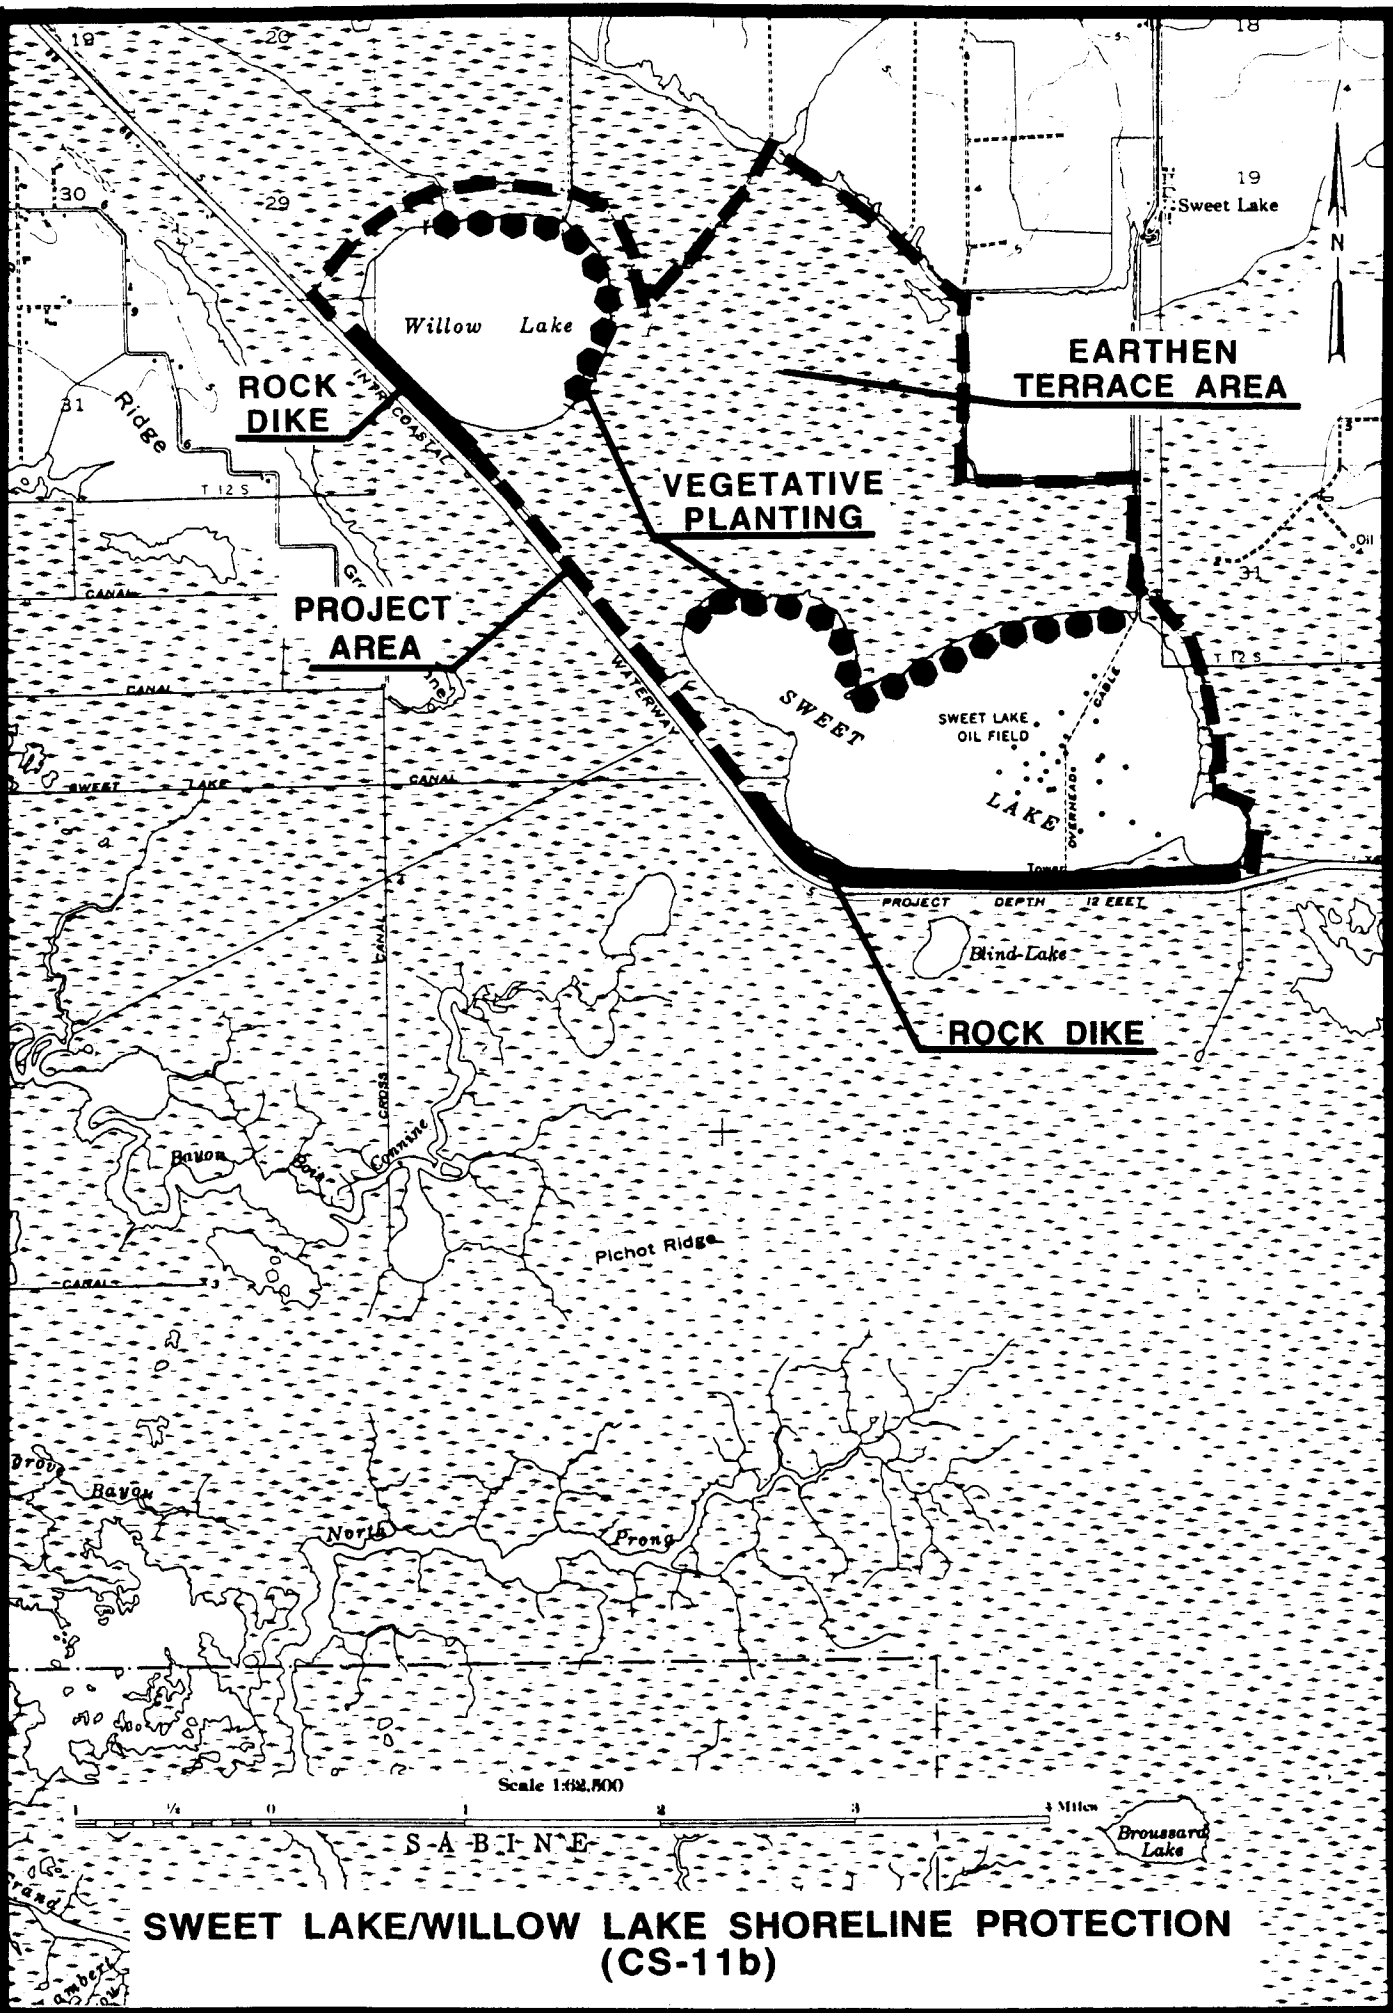 19
20
18
30
29
19
Sweet Lake
N
Willow Lake
EARTHEN
TERRACE AREA
ROCK
DIKE
INTRACOASTAL
31
Ridge
3
6
T 12 S
VEGETATIVE
PLANTING
Oil
2
31
CANAL
PROJECT
AREA
T 12 S
CANAL
WATERWAY
SWEET
CABLE
SWEET LAKE
OIL FIELD
SWEET LAKE CANAL
LAKE
OVERHEAD
Tower
PROJECT DEPTH 12 FEET
CANAL
Blind Lake
ROCK DIKE
CROSS
Bayou Bois Connine
Pichot Ridge
CANAL
3
Bayou
North Prong
Scale 1:62,500
1 ½ 0 1 2 3 4 Miles
SABINE
Broussard
Lake
SWEET LAKE/WILLOW LAKE SHORELINE PROTECTION
(CS-11b)